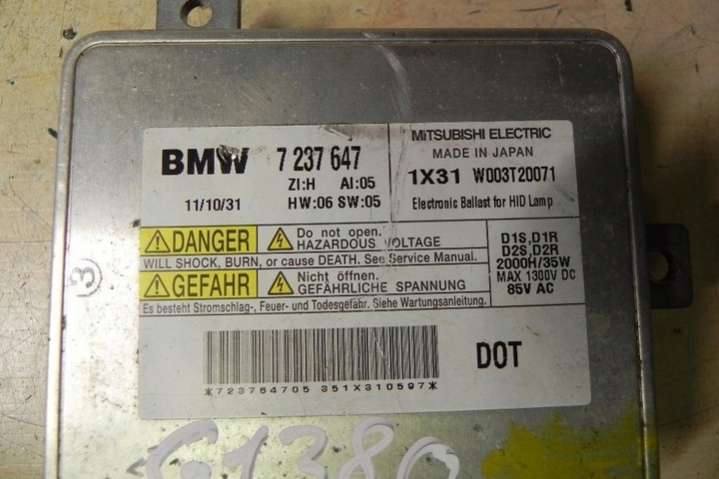 BMW 7 237 647
ZI:H AI:05
11/10/31 HW:06 SW:05
MITSUBISHI ELECTRIC
MADE IN JAPAN
1X31 W003T20071
Electronic Ballast for HID Lamp
DANGER Do not open.
HAZARDOUS VOLTAGE
WILL SHOCK, BURN, or cause DEATH. See Service Manual.
GEFAHR Nicht öffnen.
GEFÄHRLICHE SPANNUNG
Es besteht Stromschlag-, Feuer- und Todesgefahr. Siehe Wartungsanleitung.
D1S,D1R
D2S,D2R
2000H/35W
MAX 1300V DC
85V AC
*723764705 351X310597*
DOT
3
61380